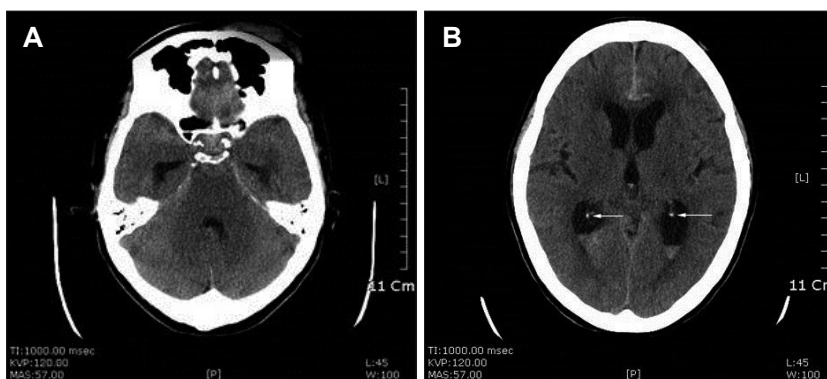 A
[L]
11 Cm
TI:1000.00 msec
KVP:120.00
MAS:57.00
[P]
L:45
W:100
B
[L]
11 Cm
TI:1000.00 msec
KVP:120.00
MAS:57.00
[P]
L:45
W:100